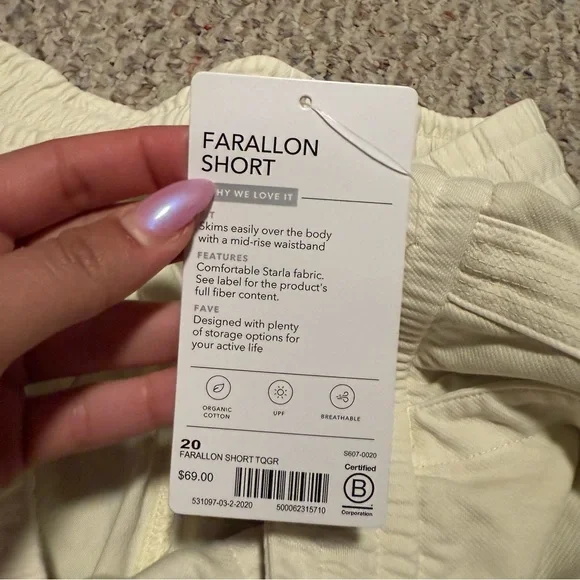 FARALLON
SHORT
HY WE LOVE IT
Skims easily over the body
with a mid-rise waistband
FEATURES
Comfortable Starla fabric.
See label for the product's
full fiber content.
FAVE
Designed with plenty
of storage options for
your active life
ORGANIC
COTTON
UPF
BREATHABLE
20
S607-0020
FARALLON SHORT TQGR
$69.00
531097-03-2-2020
500062315710
Certified
B
Corporation